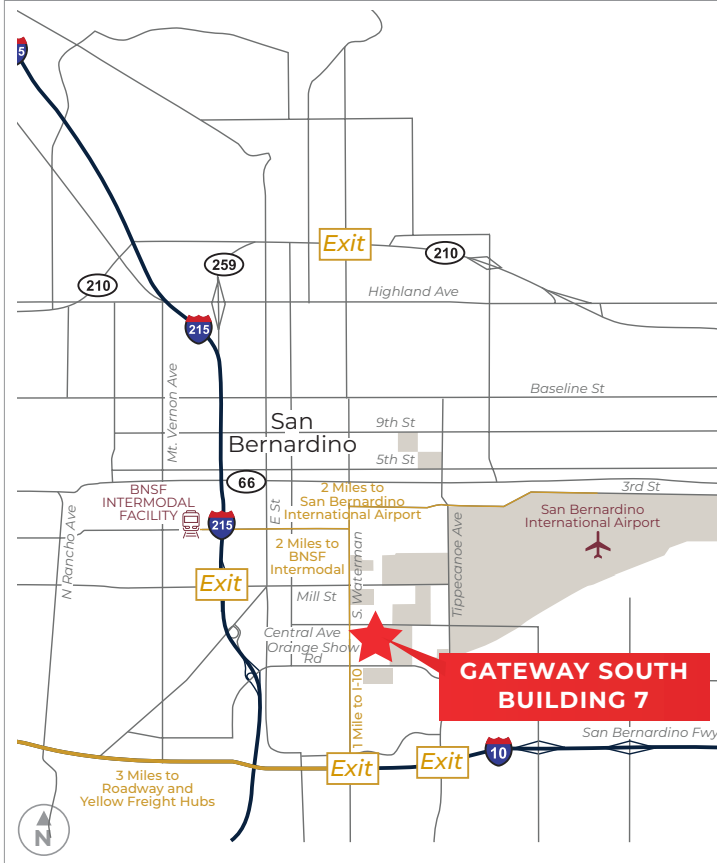 5
Exit
259
210
210
Highland Ave
215
Mt. Vernon Ave
Baseline St
San
Bernardino
9th St
5th St
66
3rd St
BNSF
INTERMODAL
FACILITY
2 Miles to
San Bernardino
International Airport
E St
San Bernardino
International Airport
215
N Rancho Ave
2 Miles to
BNSF
Intermodal
S. Waterman
Tippecanoe Ave
Exit
Mill St
Central Ave
Orange Show
Rd
GATEWAY SOUTH
BUILDING 7
1 Mile to I-10
San Bernardino Fwy
10
Exit
Exit
3 Miles to
Roadway and
Yellow Freight Hubs
N